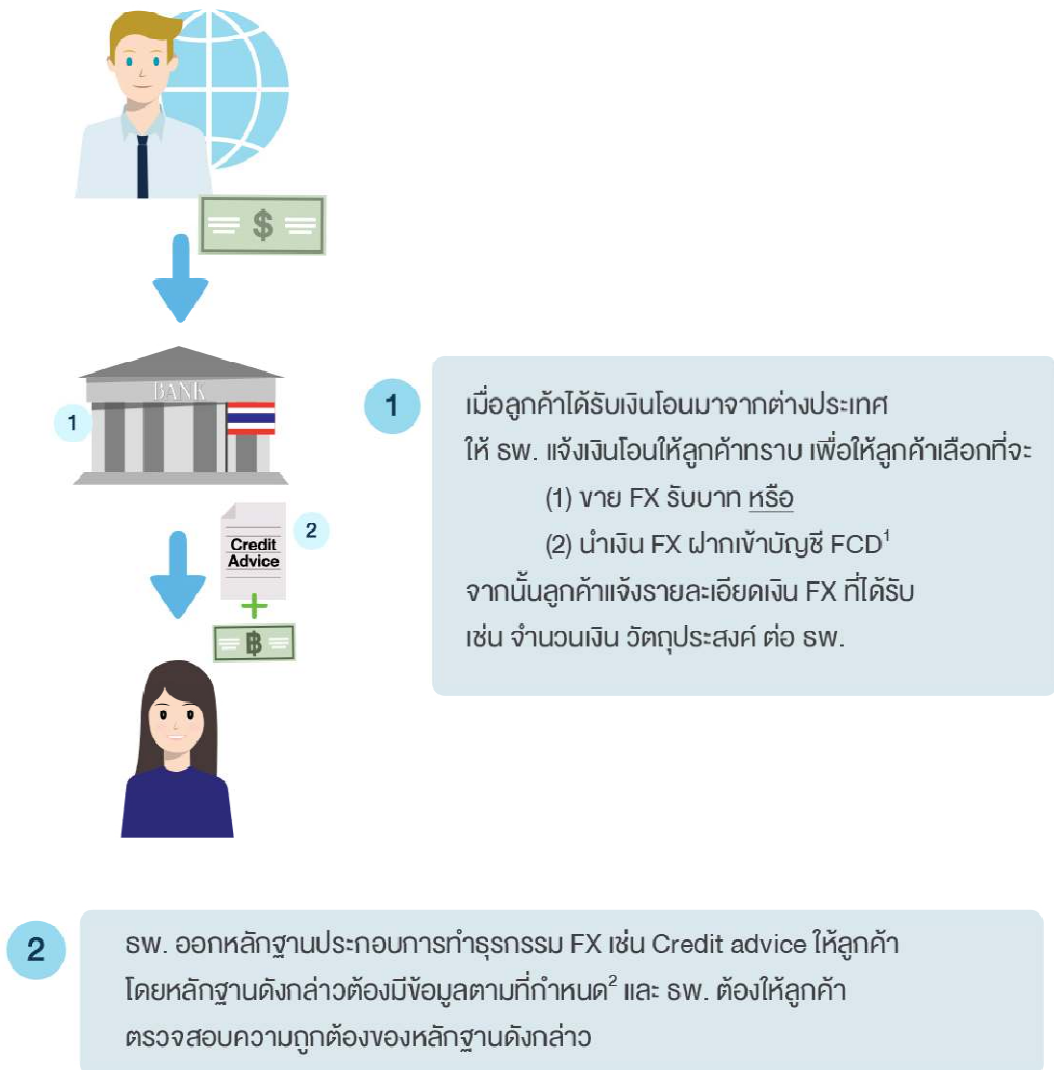 $
BANK
1
1
เมื่อลูกค้าได้รับเงินโอนมาจากต่างประเทศ
ให้ ธพ. แจ้งเงินโอนให้ลูกค้าทราบ เพื่อให้ลูกค้าเลือกที่จะ
(1) ขาย FX รับบาท หรือ
(2) นำเงิน FX ฝากเข้าบัญชี FCD¹
จากนั้นลูกค้าแจ้งรายละเอียดเงิน FX ที่ได้รับ
เช่น จำนวนเงิน วัตถุประสงค์ ต่อ ธพ.
2
Credit
Advice
+
฿
2
ธพ. ออกหลักฐานประกอบการทำธุรกรรม FX เช่น Credit advice ให้ลูกค้า
โดยหลักฐานดังกล่าวต้องมีข้อมูลตามที่กำหนด² และ ธพ. ต้องให้ลูกค้า
ตรวจสอบความถูกต้องของหลักฐานดังกล่าว